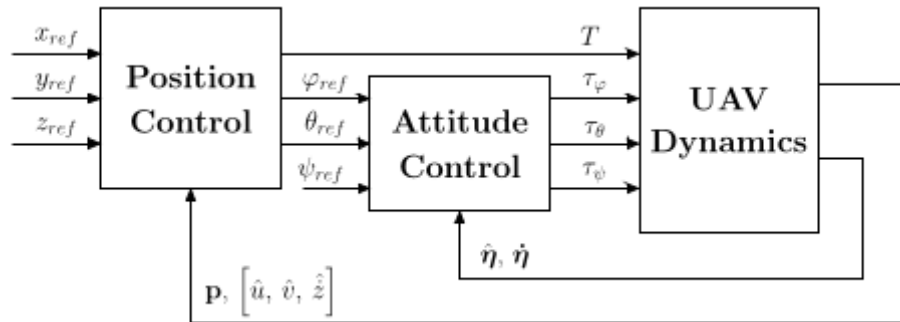 x_ref
T
y_ref
Position Control
φ_ref
τ_φ
UAV Dynamics
z_ref
θ_ref
Attitude Control
τ_θ
ψ_ref
τ_ψ
η̂, η̇̂
p, [û, v̂, ż̂]